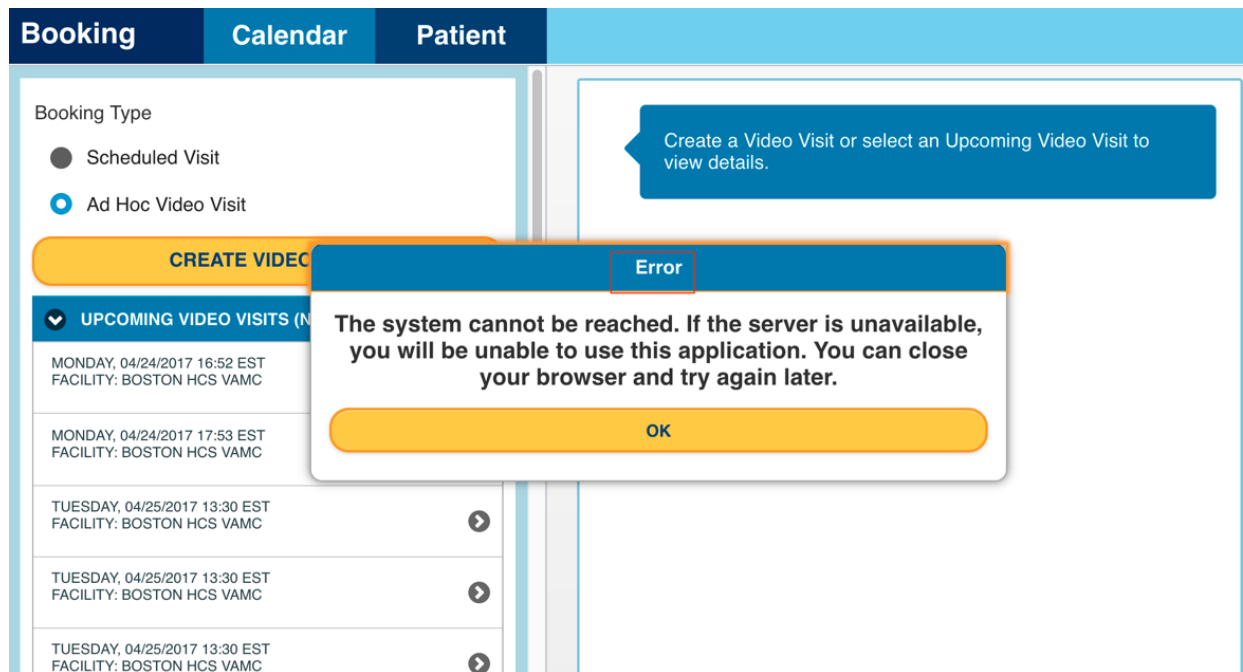 Booking
Calendar
Patient
Booking Type
Scheduled Visit
Ad Hoc Video Visit
CREATE VIDEO
UPCOMING VIDEO VISITS (N
MONDAY, 04/24/2017 16:52 EST
FACILITY: BOSTON HCS VAMC
MONDAY, 04/24/2017 17:53 EST
FACILITY: BOSTON HCS VAMC
TUESDAY, 04/25/2017 13:30 EST
FACILITY: BOSTON HCS VAMC
TUESDAY, 04/25/2017 13:30 EST
FACILITY: BOSTON HCS VAMC
TUESDAY, 04/25/2017 13:30 EST
FACILITY: BOSTON HCS VAMC
Create a Video Visit or select an Upcoming Video Visit to
view details.
Error
The system cannot be reached. If the server is unavailable,
you will be unable to use this application. You can close
your browser and try again later.
OK